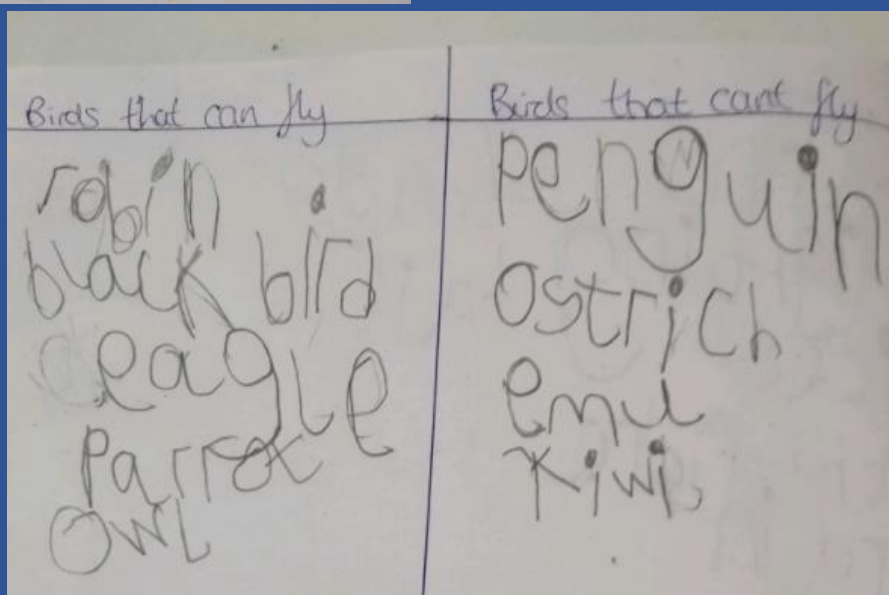 Birds that can fly
robin
black bird
eagle
parrot
owl
Birds that cant fly
penguin
ostrich
emu
kiwi